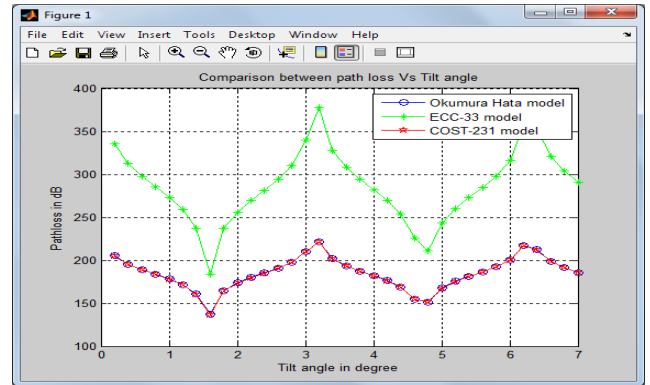 Figure 1
File Edit View Insert Tools Desktop Window Help
Comparison between path loss Vs Tilt angle
Okumura Hata model
ECC-33 model
COST-231 model
Pathloss in dB
400
350
300
250
200
150
100
0 1 2 3 4 5 6 7
Tilt angle in degree